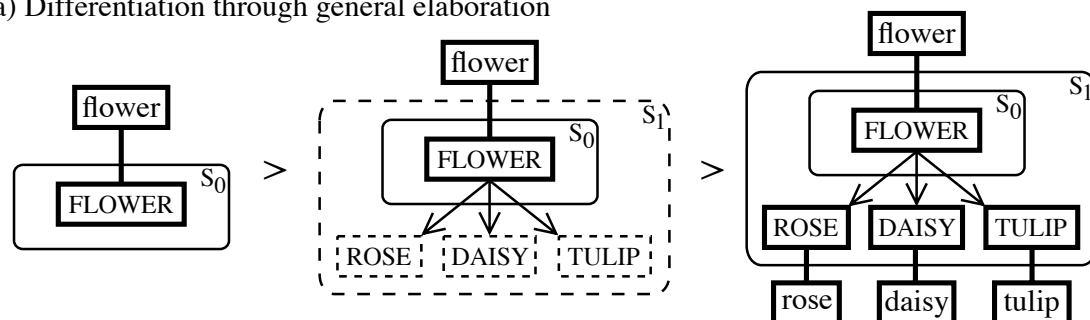 a) Differentiation through general elaboration
flower
FLOWER
S0
>
flower
S1
S0
FLOWER
ROSE DAISY TULIP
>
flower
S1
S0
FLOWER
ROSE DAISY TULIP
rose daisy tulip